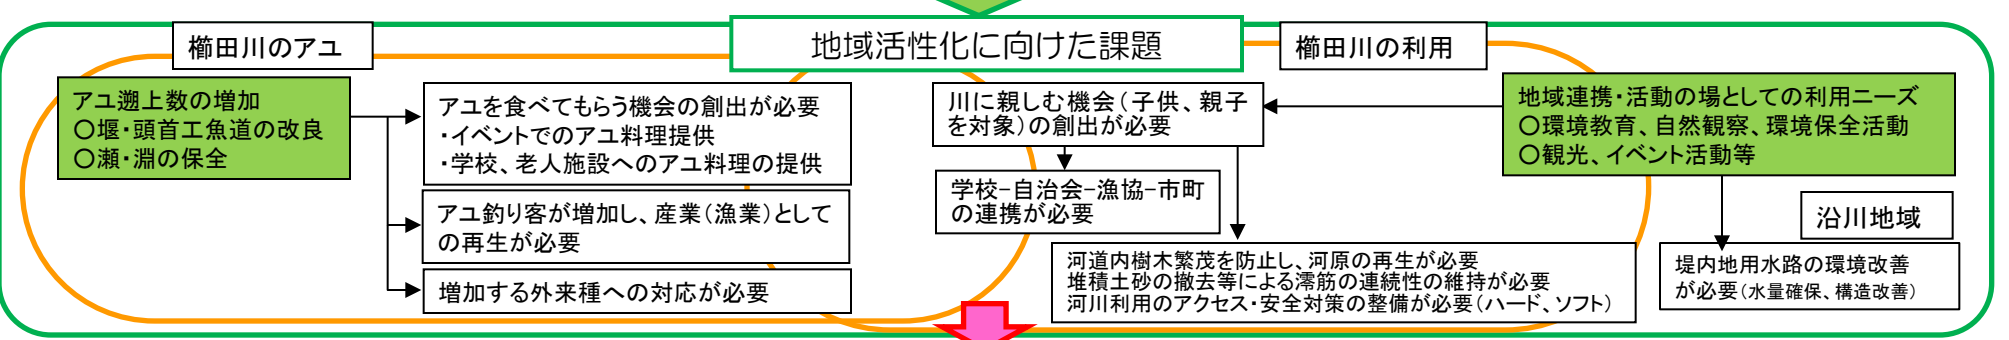 地域活性化に向けた課題
櫛田川のアユ
アユ遡上数の増加
〇堰・頭首工魚道の改良
〇瀬・淵の保全
アユを食べてもらう機会の創出が必要
・イベントでのアユ料理提供
・学校、老人施設へのアユ料理の提供
アユ釣り客が増加し、産業（漁業）として
の再生が必要
増加する外来種への対応が必要
櫛田川の利用
川に親しむ機会（子供、親子
を対象）の創出が必要
学校－自治会－漁協－市町
の連携が必要
河道内樹木繁茂を防止し、河原の再生が必要
堆積土砂の撤去等による澪筋の連続性の維持が必要
河川利用のアクセス・安全対策の整備が必要（ハード、ソフト）
地域連携・活動の場としての利用ニーズ
〇環境教育、自然観察、環境保全活動
〇観光、イベント活動等
沿川地域
堤内地用水路の環境改善
が必要（水量確保、構造改善）